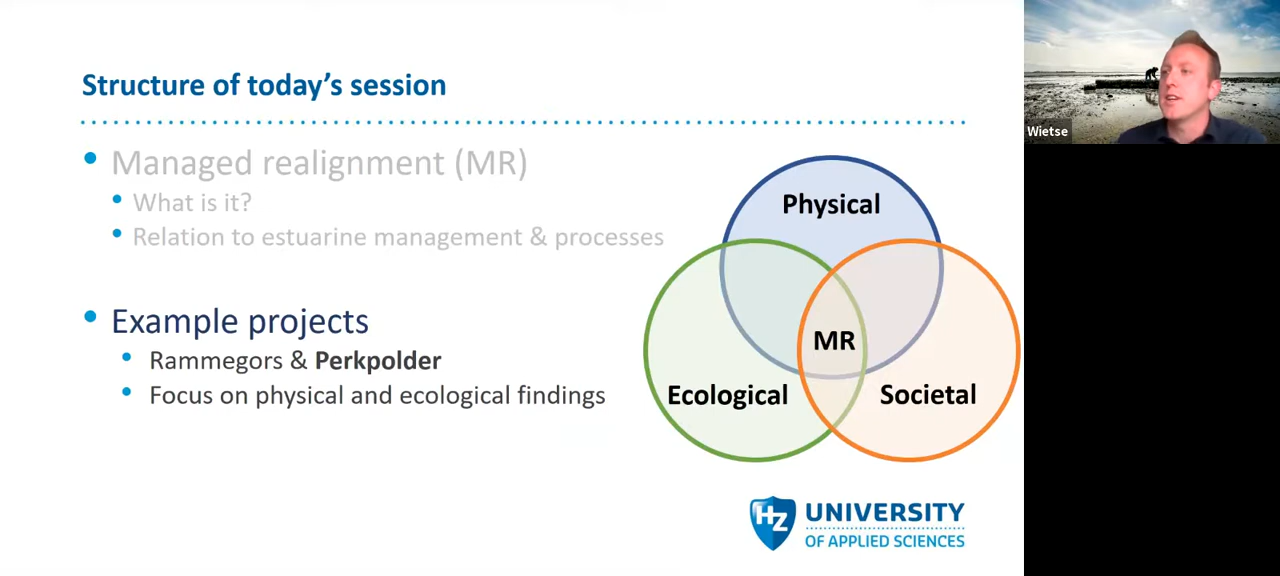 Structure of today's session
Managed realignment (MR)
What is it?
Relation to estuarine management & processes
Example projects
Rammegors & Perkpolder
Focus on physical and ecological findings
Physical
MR
Ecological
Societal
HZ UNIVERSITY
OF APPLIED SCIENCES
Wietse